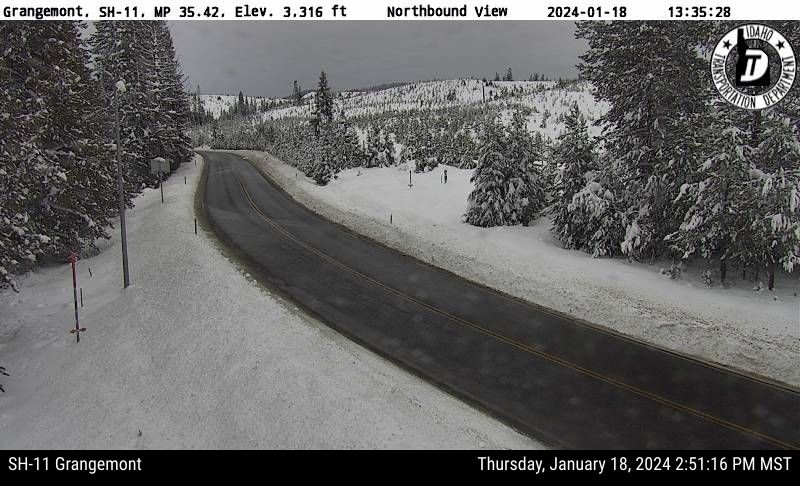 Grangemont, SH-11, MP 35.42, Elev. 3,316 ft Northbound View 2024-01-18 13:35:28
IDAHO
TRANSPORTATION DEPARTMENT
SH-11 Grangemont Thursday, January 18, 2024 2:51:16 PM MST